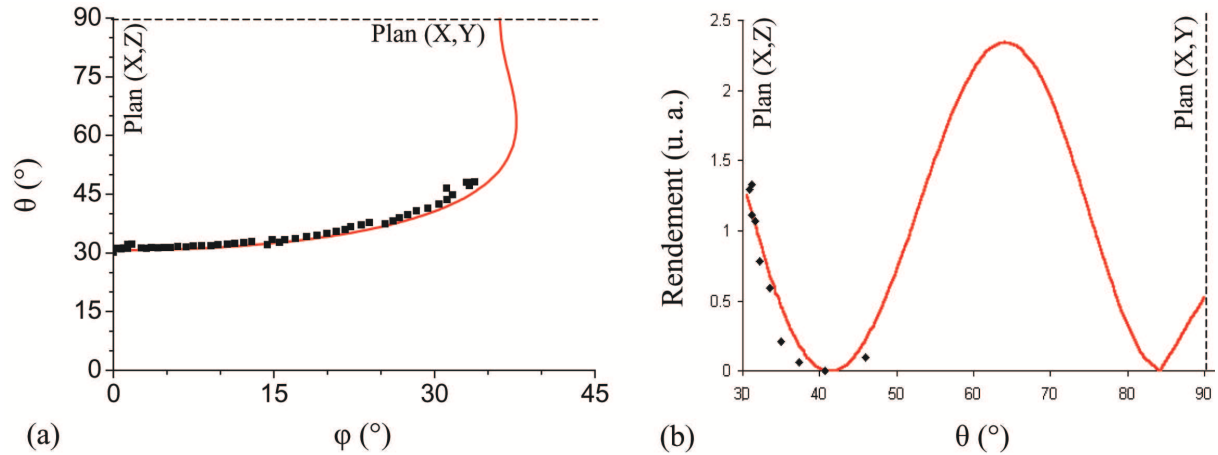 90
75
60
45
30
15
0
θ (°)
Plan (X,Z)
Plan (X,Y)
0
15
30
45
(a)
φ (°)
2.5
2
1.5
1
0.5
0
Rendement (u. a.)
Plan (X,Z)
Plan (X,Y)
30
40
50
60
70
80
90
(b)
θ (°)